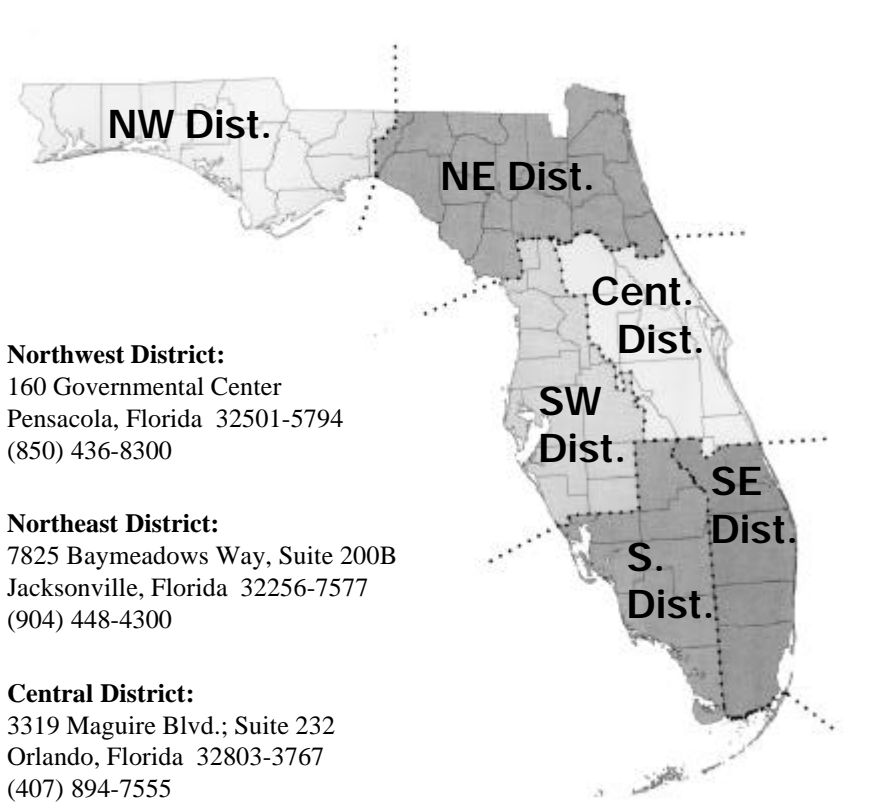 NW Dist.
NE Dist.
Cent.
Dist.
Northwest District:
160 Governmental Center
Pensacola, Florida  32501-5794
(850) 436-8300
SW
Dist.
SE
Dist.
Northeast District:
7825 Baymeadows Way, Suite 200B
Jacksonville, Florida  32256-7577
(904) 448-4300
S.
Dist.
Central District:
3319 Maguire Blvd.; Suite 232
Orlando, Florida  32803-3767
(407) 894-7555